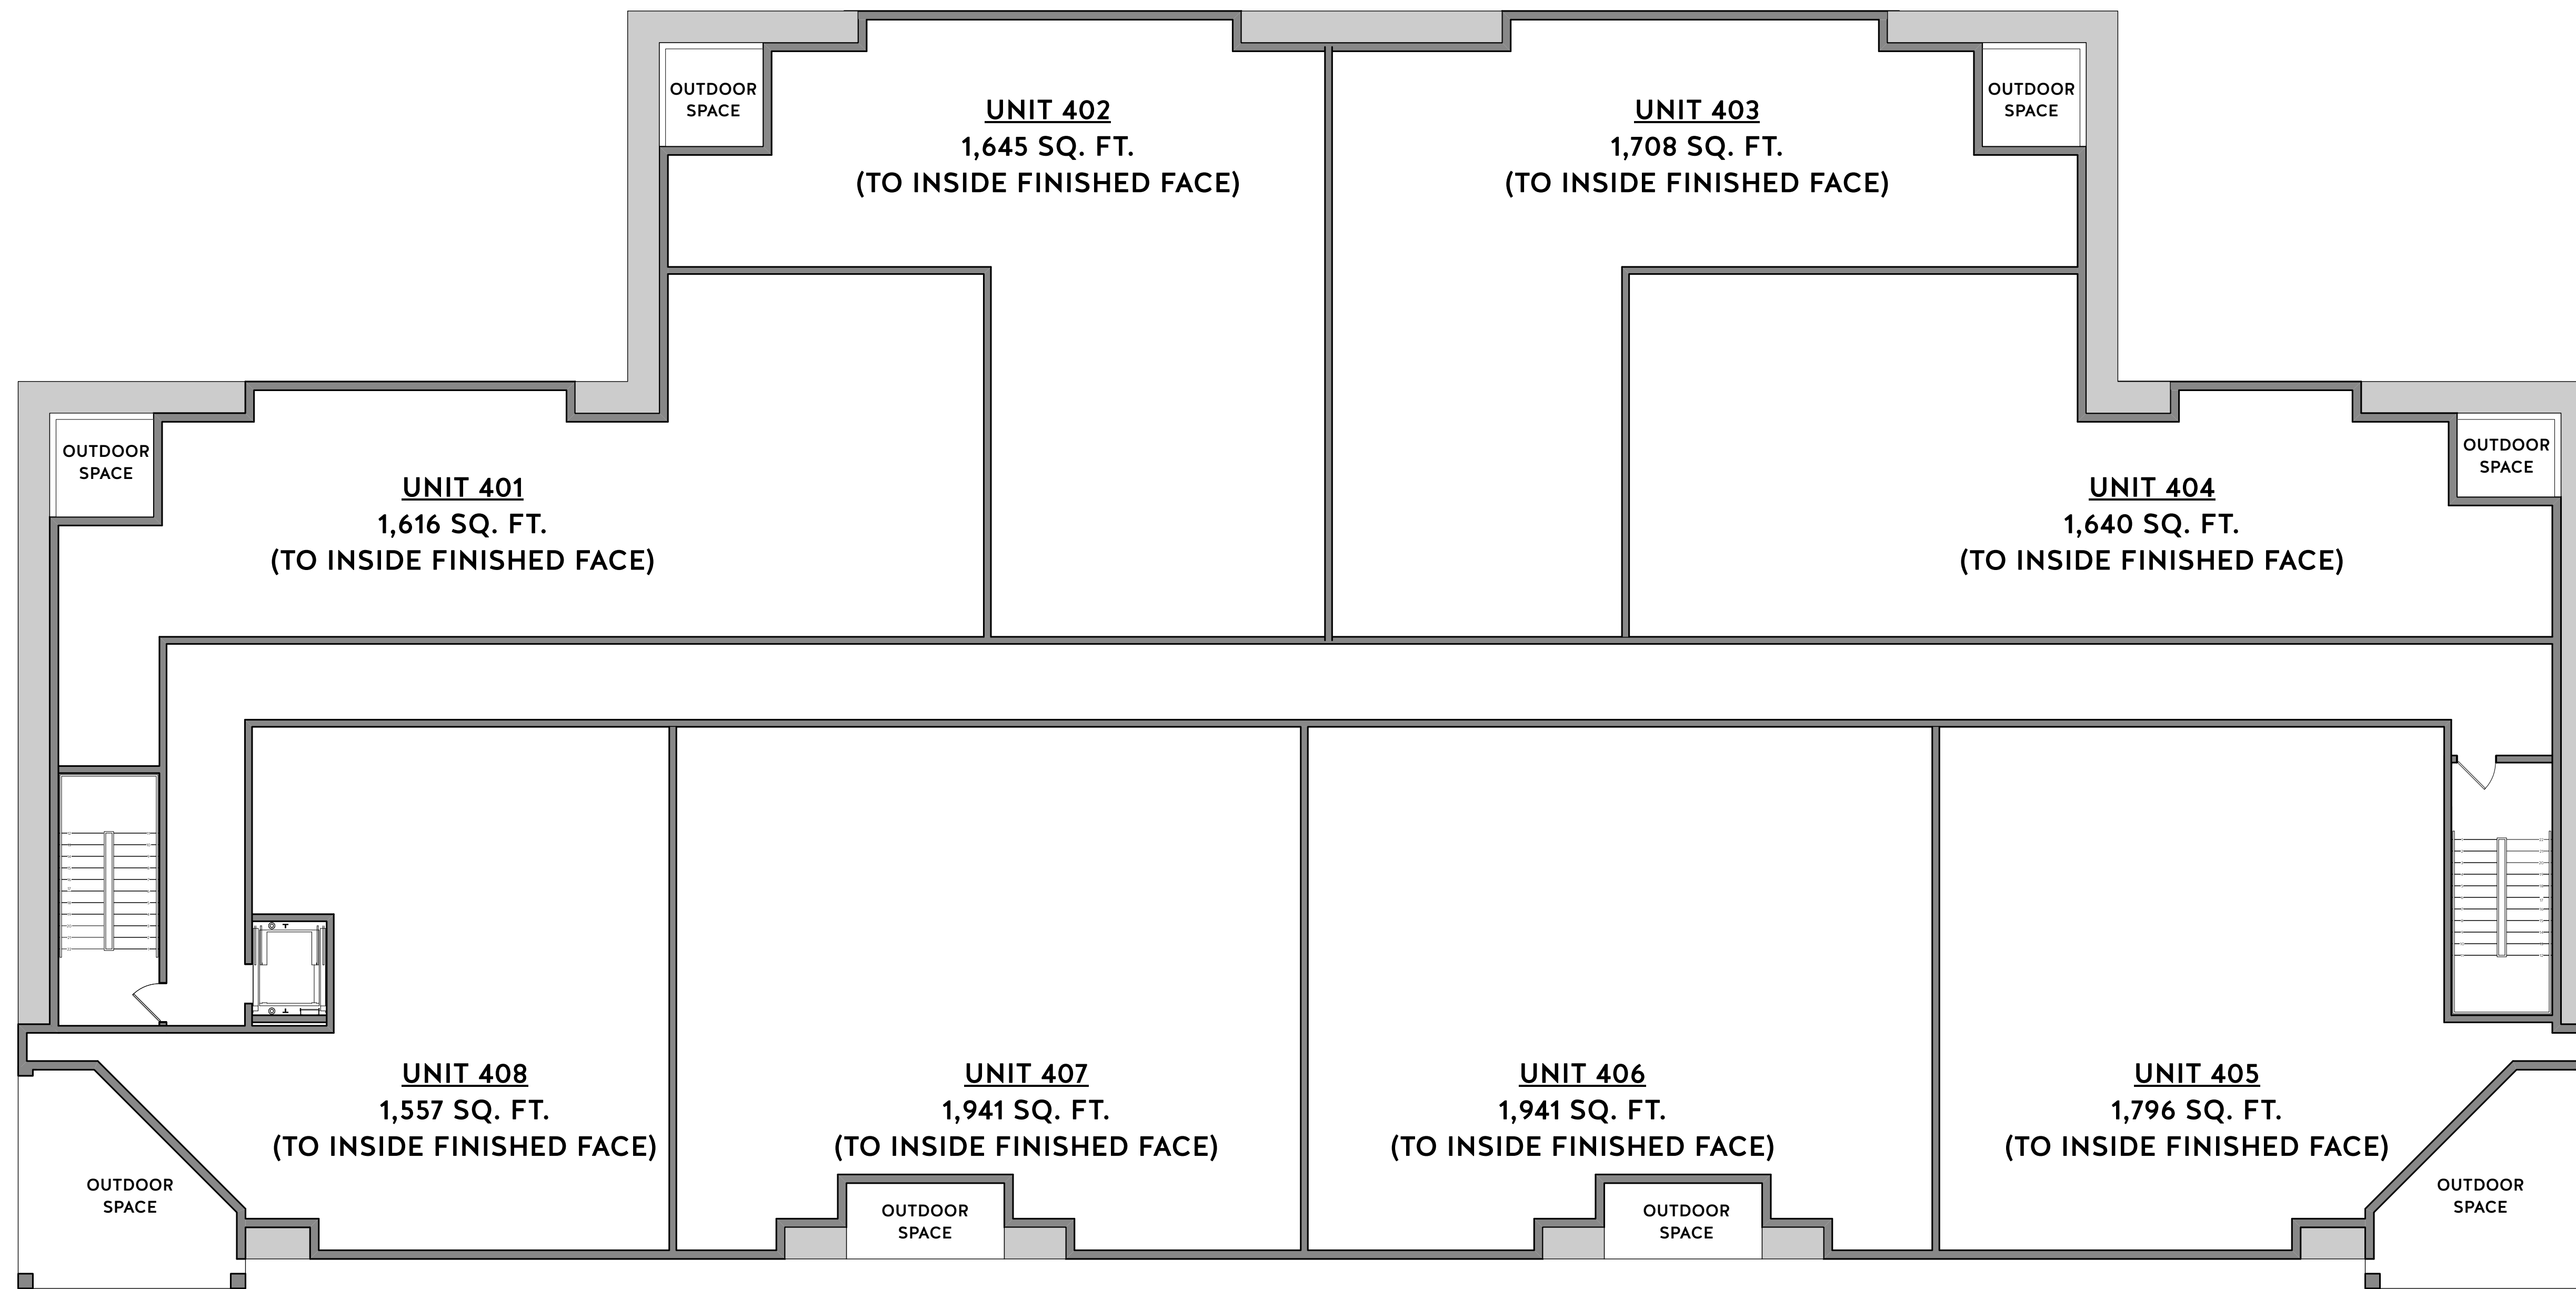 OUTDOOR
SPACE
UNIT 402
1,645 SQ. FT.
(TO INSIDE FINISHED FACE)
UNIT 403
1,708 SQ. FT.
(TO INSIDE FINISHED FACE)
OUTDOOR
SPACE
OUTDOOR
SPACE
UNIT 401
1,616 SQ. FT.
(TO INSIDE FINISHED FACE)
UNIT 404
1,640 SQ. FT.
(TO INSIDE FINISHED FACE)
OUTDOOR
SPACE
UNIT 408
1,557 SQ. FT.
(TO INSIDE FINISHED FACE)
UNIT 407
1,941 SQ. FT.
(TO INSIDE FINISHED FACE)
UNIT 406
1,941 SQ. FT.
(TO INSIDE FINISHED FACE)
UNIT 405
1,796 SQ. FT.
(TO INSIDE FINISHED FACE)
OUTDOOR
SPACE
OUTDOOR
SPACE
OUTDOOR
SPACE
OUTDOOR
SPACE